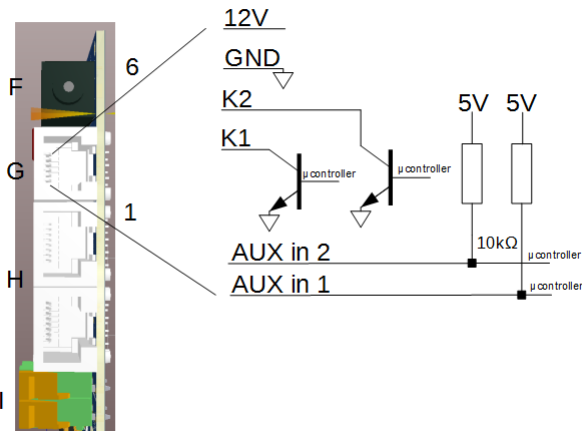 12V
6
GND
F
K2
5V 5V
K1
G
μcontroller
μcontroller
1
AUX in 2
10kΩ
μcontroller
H
AUX in 1
μcontroller
I